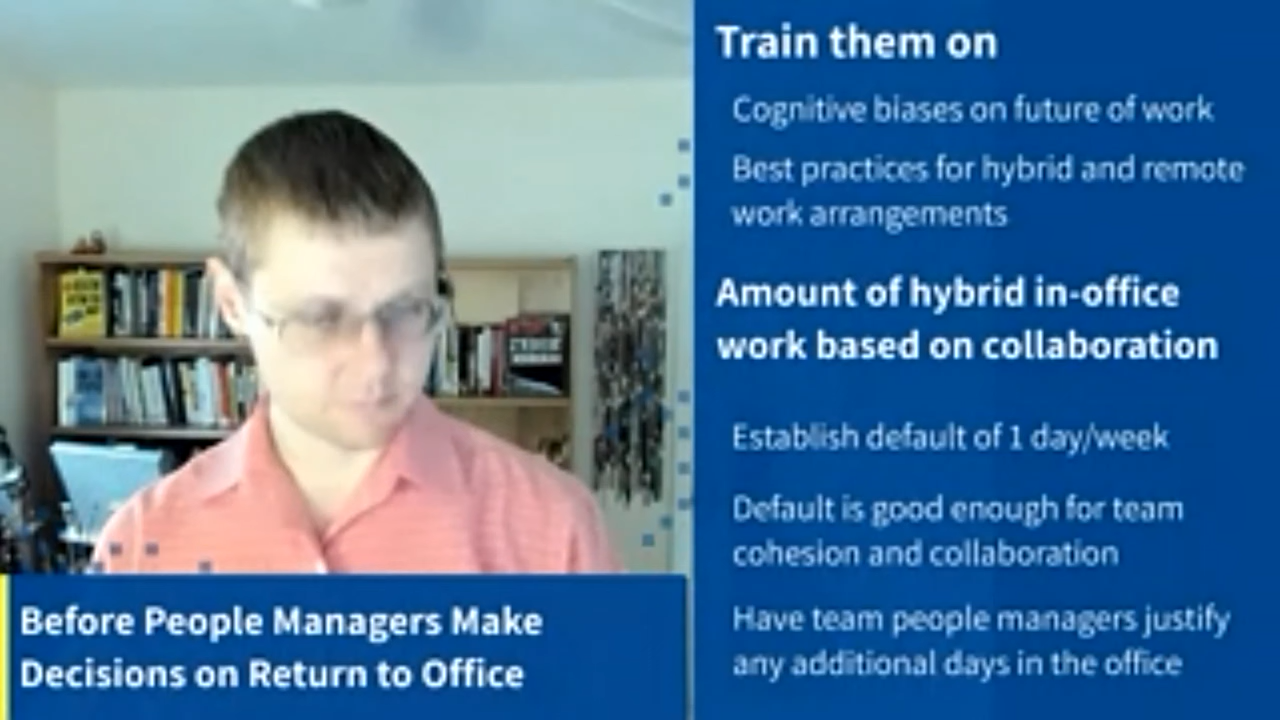 Train them on
Cognitive biases on future of work
Best practices for hybrid and remote
work arrangements
Amount of hybrid in-office
work based on collaboration
Establish default of 1 day/week
Default is good enough for team
cohesion and collaboration
Have team people managers justify
any additional days in the office
Before People Managers Make
Decisions on Return to Office